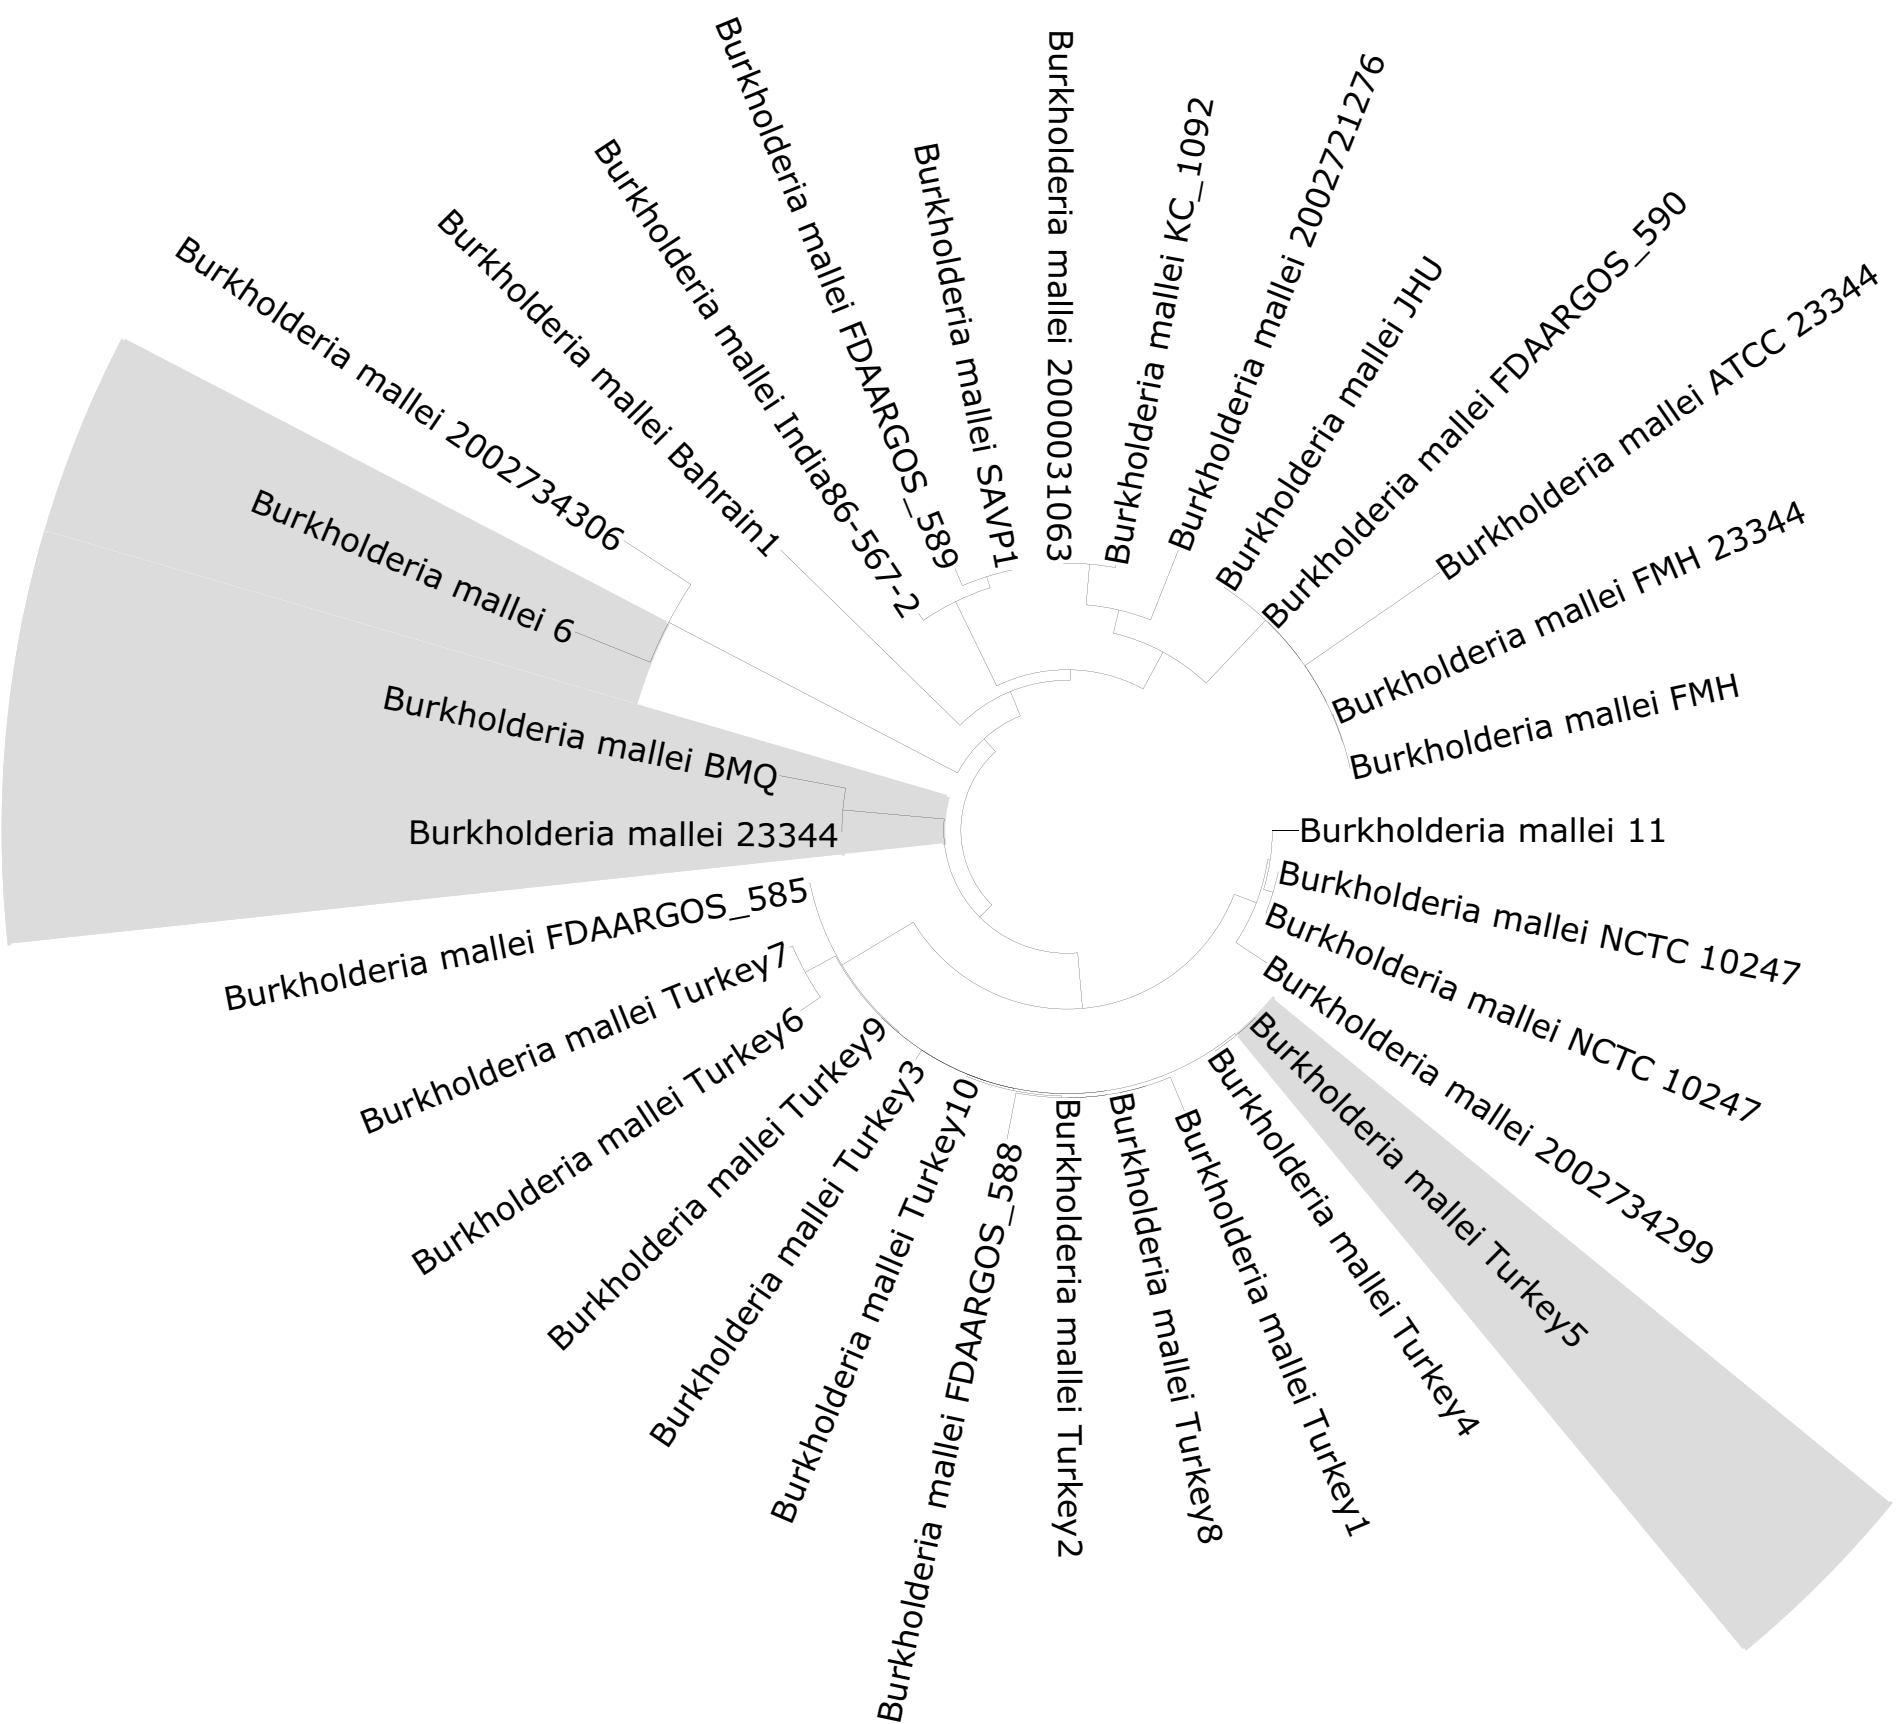 Burkholderia mallei 2000031063
Burkholderia mallei KC_1092
Burkholderia mallei 2002721276
Burkholderia mallei JHU
Burkholderia mallei FDAARGOS_590
Burkholderia mallei ATCC 23344
Burkholderia mallei FMH 23344
Burkholderia mallei FMH
Burkholderia mallei 11
Burkholderia mallei NCTC 10247
Burkholderia mallei NCTC 10247
Burkholderia mallei 2002734299
Burkholderia mallei Turkey5
Burkholderia mallei Turkey4
Burkholderia mallei Turkey1
Burkholderia mallei Turkey8
Burkholderia mallei Turkey2
Burkholderia mallei FDAARGOS_588
Burkholderia mallei Turkey10
Burkholderia mallei Turkey3
Burkholderia mallei Turkey9
Burkholderia mallei Turkey6
Burkholderia mallei Turkey7
Burkholderia mallei FDAARGOS_585
Burkholderia mallei 23344
Burkholderia mallei BMQ
Burkholderia mallei 6
Burkholderia mallei 2002734306
Burkholderia mallei Bahrain1
Burkholderia mallei India86-567-2
Burkholderia mallei FDAARGOS_589
Burkholderia mallei SAVP1